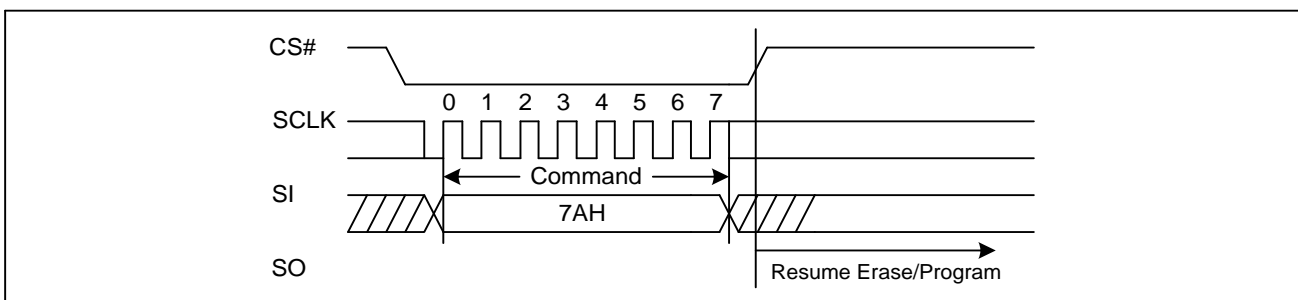 CS#
0 1 2 3 4 5 6 7
SCLK
Command
SI
7AH
SO
Resume Erase/Program